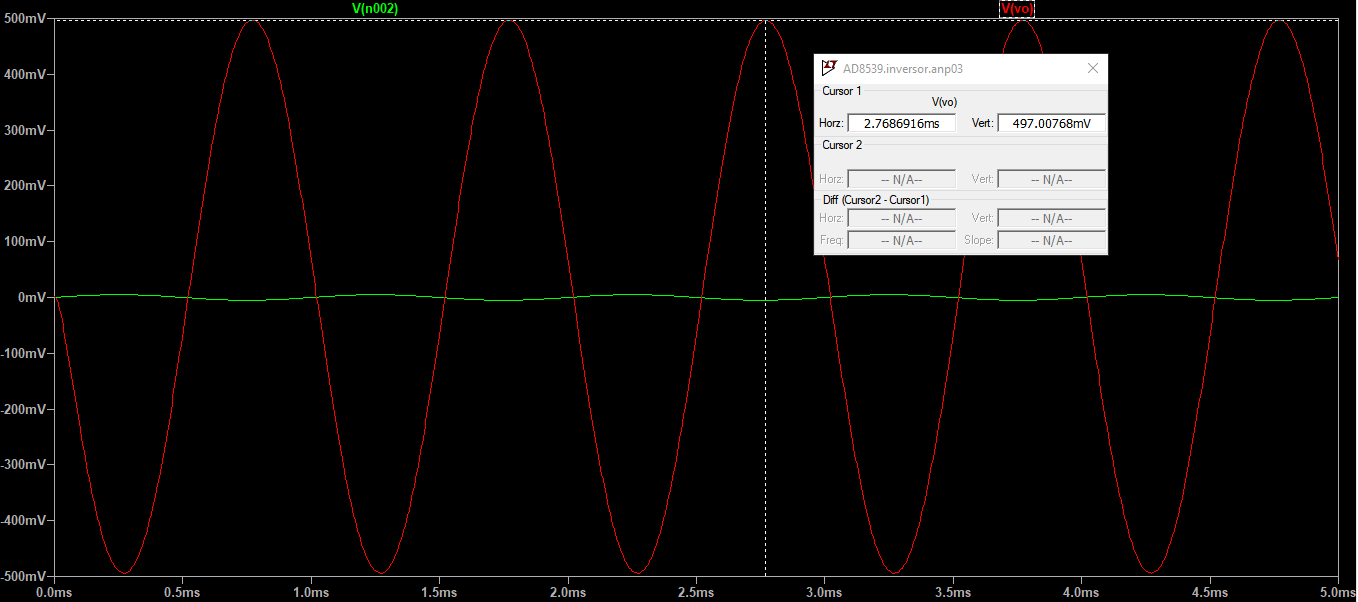 V(n002)
V(vo)
500mV
400mV
300mV
200mV
100mV
0mV
-100mV
-200mV
-300mV
-400mV
-500mV
0.0ms 0.5ms 1.0ms 1.5ms 2.0ms 2.5ms 3.0ms 3.5ms 4.0ms 4.5ms 5.0ms
AD8539.inversor.anp03
Cursor 1
V(vo)
Horz: 2.7686916ms Vert: 497.00768mV
Cursor 2
Horz: -- N/A-- Vert: -- N/A--
Diff (Cursor2 - Cursor1)
Horz: -- N/A-- Vert: -- N/A--
Freq: -- N/A-- Slope: -- N/A--